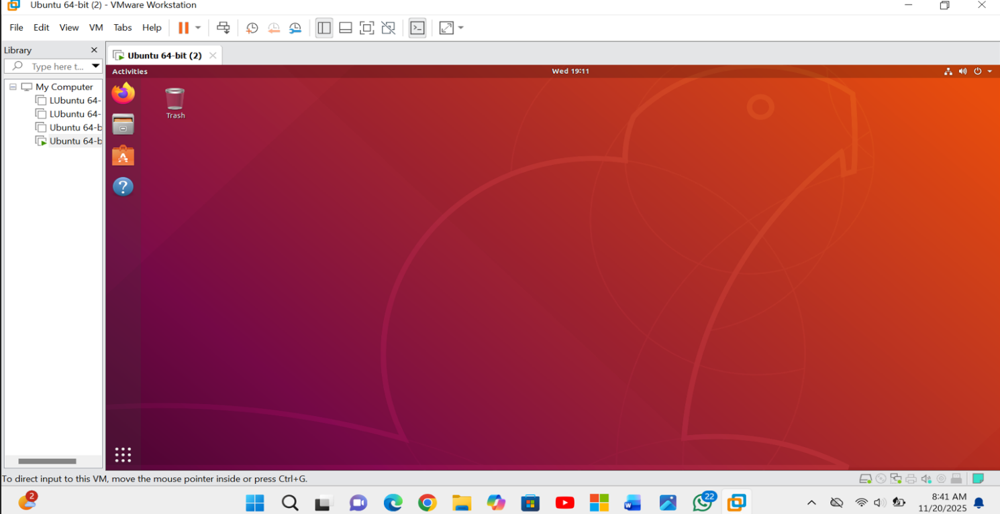 Ubuntu 64-bit (2) - VMware Workstation
File Edit View VM Tabs Help
Library
Type here t...
Ubuntu 64-bit (2)
Activities
Wed 19:11
My Computer
LUbuntu 64-
LUbuntu 64-
Ubuntu 64-b
Ubuntu 64-b
Trash
To direct input to this VM, move the mouse pointer inside or press Ctrl+G.
2
22
8:41 AM
11/20/2025